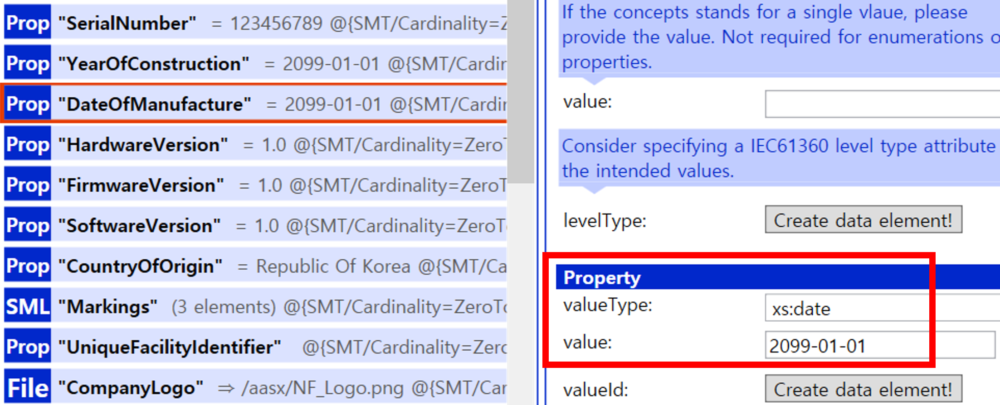 Prop "SerialNumber" = 123456789 @{SMT/Cardinality=Z
Prop "YearOfConstruction" = 2099-01-01 @{SMT/Cardin
Prop "DateOfManufacture" = 2099-01-01 @{SMT/Cardin
Prop "HardwareVersion" = 1.0 @{SMT/Cardinality=ZeroT
Prop "FirmwareVersion" = 1.0 @{SMT/Cardinality=ZeroT
Prop "SoftwareVersion" = 1.0 @{SMT/Cardinality=ZeroTo
Prop "CountryOfOrigin" = Republic Of Korea @{SMT/Ca
SML "Markings" (3 elements) @{SMT/Cardinality=ZeroTo
Prop "UniqueFacilityIdentifier" @{SMT/Cardinality=Zero
File "CompanyLogo" ⇒ /aasx/NF_Logo.png @{SMT/Car
If the concepts stands for a single vlaue, please
provide the value. Not required for enumerations o
properties.
value:
Consider specifying a IEC61360 level type attribute
the intended values.
levelType: Create data element!
Property
valueType: xs:date
value: 2099-01-01
valueId: Create data element!